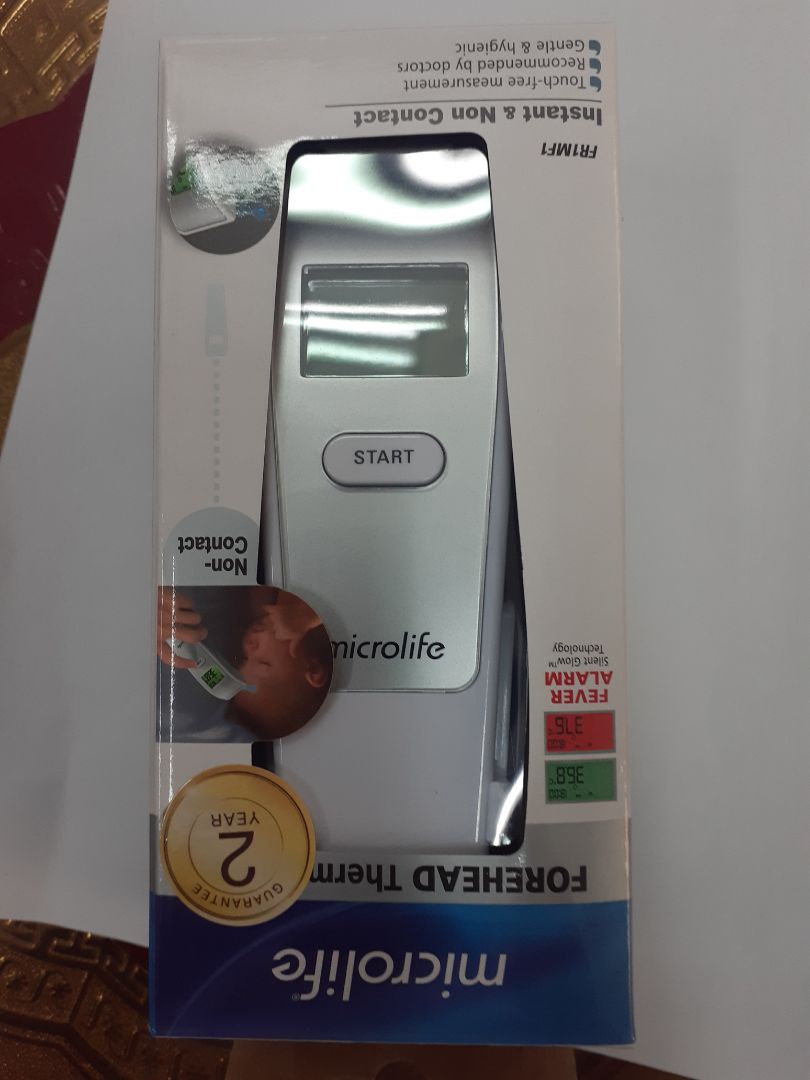 microlife®
FOREHEAD Therm
GUARANTEE
2
YEAR
36.8°C
37.6°C
FEVER
ALARM
Silent Glow™
Technology
Non-
Contact
microlife
START
FR1MF1
Instant & Non Contact
Touch-free measurement
Recommended by doctors
Gentle & hygienic